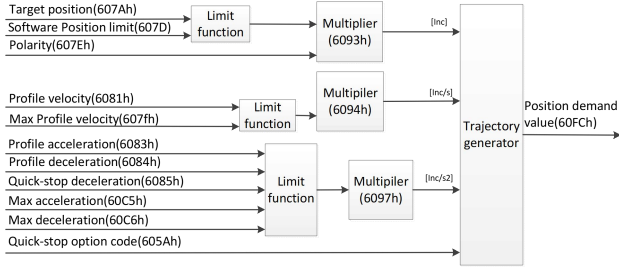 Target position(607Ah)
Software Position limit(607D)
Polarity(607Eh)
Limit
function
Multiplier
(6093h)
[Inc]
Profile velocity(6081h)
Max Profile velocity(607fh)
Limit
function
Multipiler
(6094h)
[Inc/s]
Profile acceleration(6083h)
Profile deceleration(6084h)
Quick-stop deceleration(6085h)
Max acceleration(60C5h)
Max deceleration(60C6h)
Quick-stop option code(605Ah)
Limit
function
Multipiler
(6097h)
[Inc/s2]
Trajectory
generator
Position demand
value(60FCh)